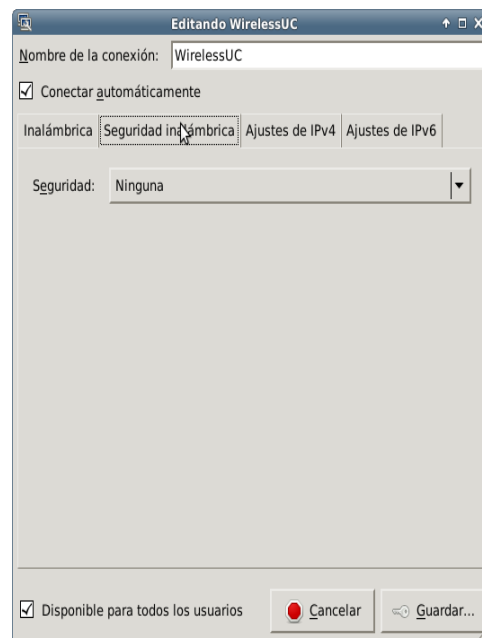 Editando WirelessUC
Nombre de la conexión: WirelessUC
Conectar automáticamente
Inalámbrica Seguridad inalámbrica Ajustes de IPv4 Ajustes de IPv6
Seguridad: Ninguna
Disponible para todos los usuarios Cancelar Guardar...